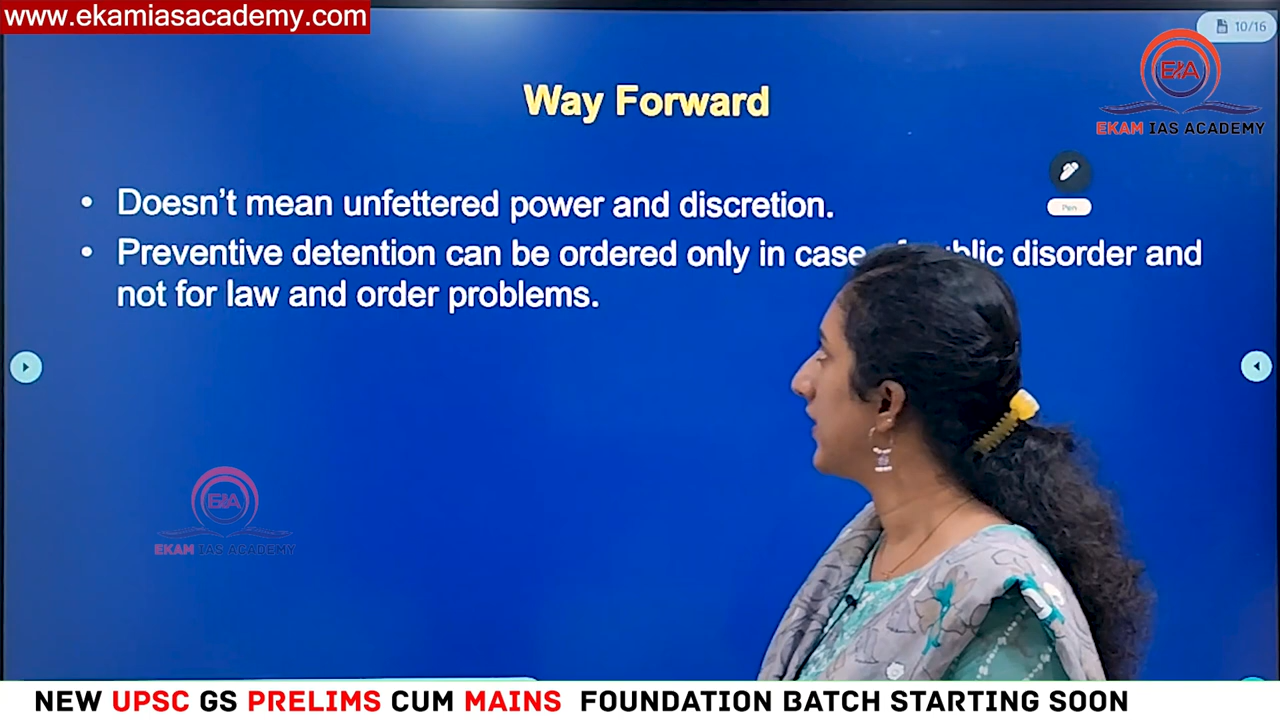 www.ekamiasacademy.com
10/16
EKAM IAS ACADEMY
Way Forward
Pen
• Doesn't mean unfettered power and discretion.
• Preventive detention can be ordered only in case public disorder and
not for law and order problems.
EKAM IAS ACADEMY
NEW UPSC GS PRELIMS CUM MAINS FOUNDATION BATCH STARTING SOON